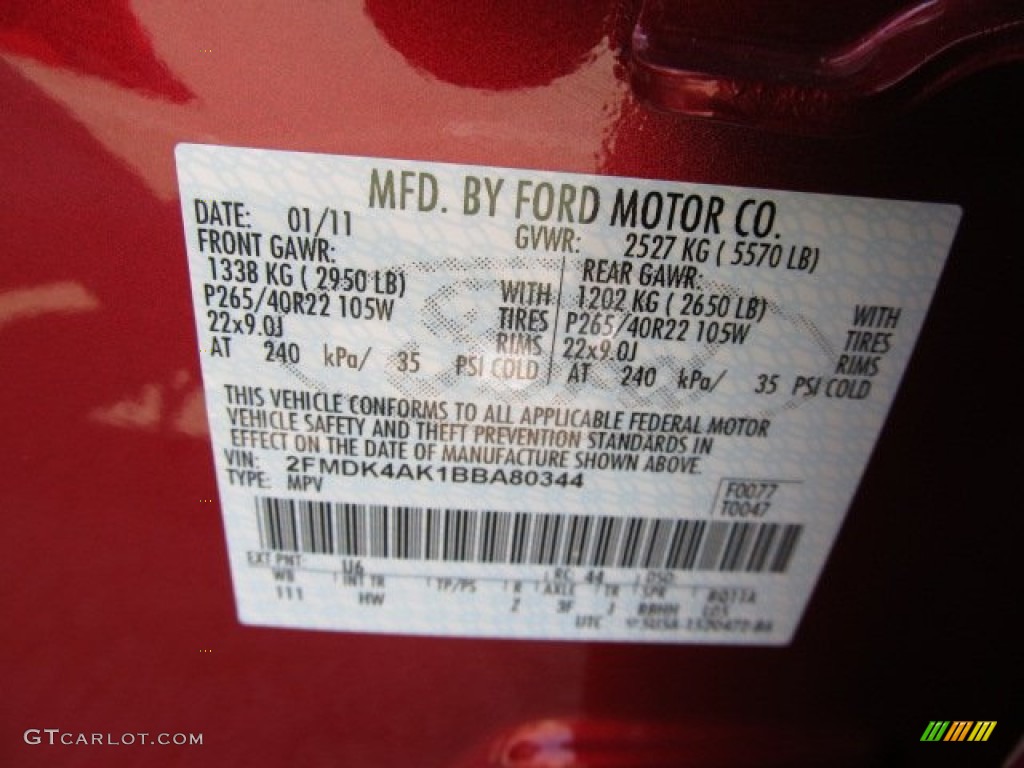 MFD. BY FORD MOTOR CO.
DATE: 01/11 GVWR: 2527 KG ( 5570 LB)
FRONT GAWR: REAR GAWR:
1338 KG ( 2950 LB) WITH 1202 KG ( 2650 LB) WITH
P265/40R22 105W TIRES P265/40R22 105W TIRES
22x9.0J RIMS 22x9.0J RIMS
AT 240 kPa/ 35 PSI COLD AT 240 kPa/ 35 PSI COLD
THIS VEHICLE CONFORMS TO ALL APPLICABLE FEDERAL MOTOR
VEHICLE SAFETY AND THEFT PREVENTION STANDARDS IN
EFFECT ON THE DATE OF MANUFACTURE SHOWN ABOVE.
VIN: 2FMDK4AK1BBA80344
TYPE: MPV
F0077
T0047
EXT PNT: U6 RC: 44 DSO:
WB INT TR TP/PS R AXLE TR SPR
111 HW 2 3F J
UTC
GTCARLOT.COM